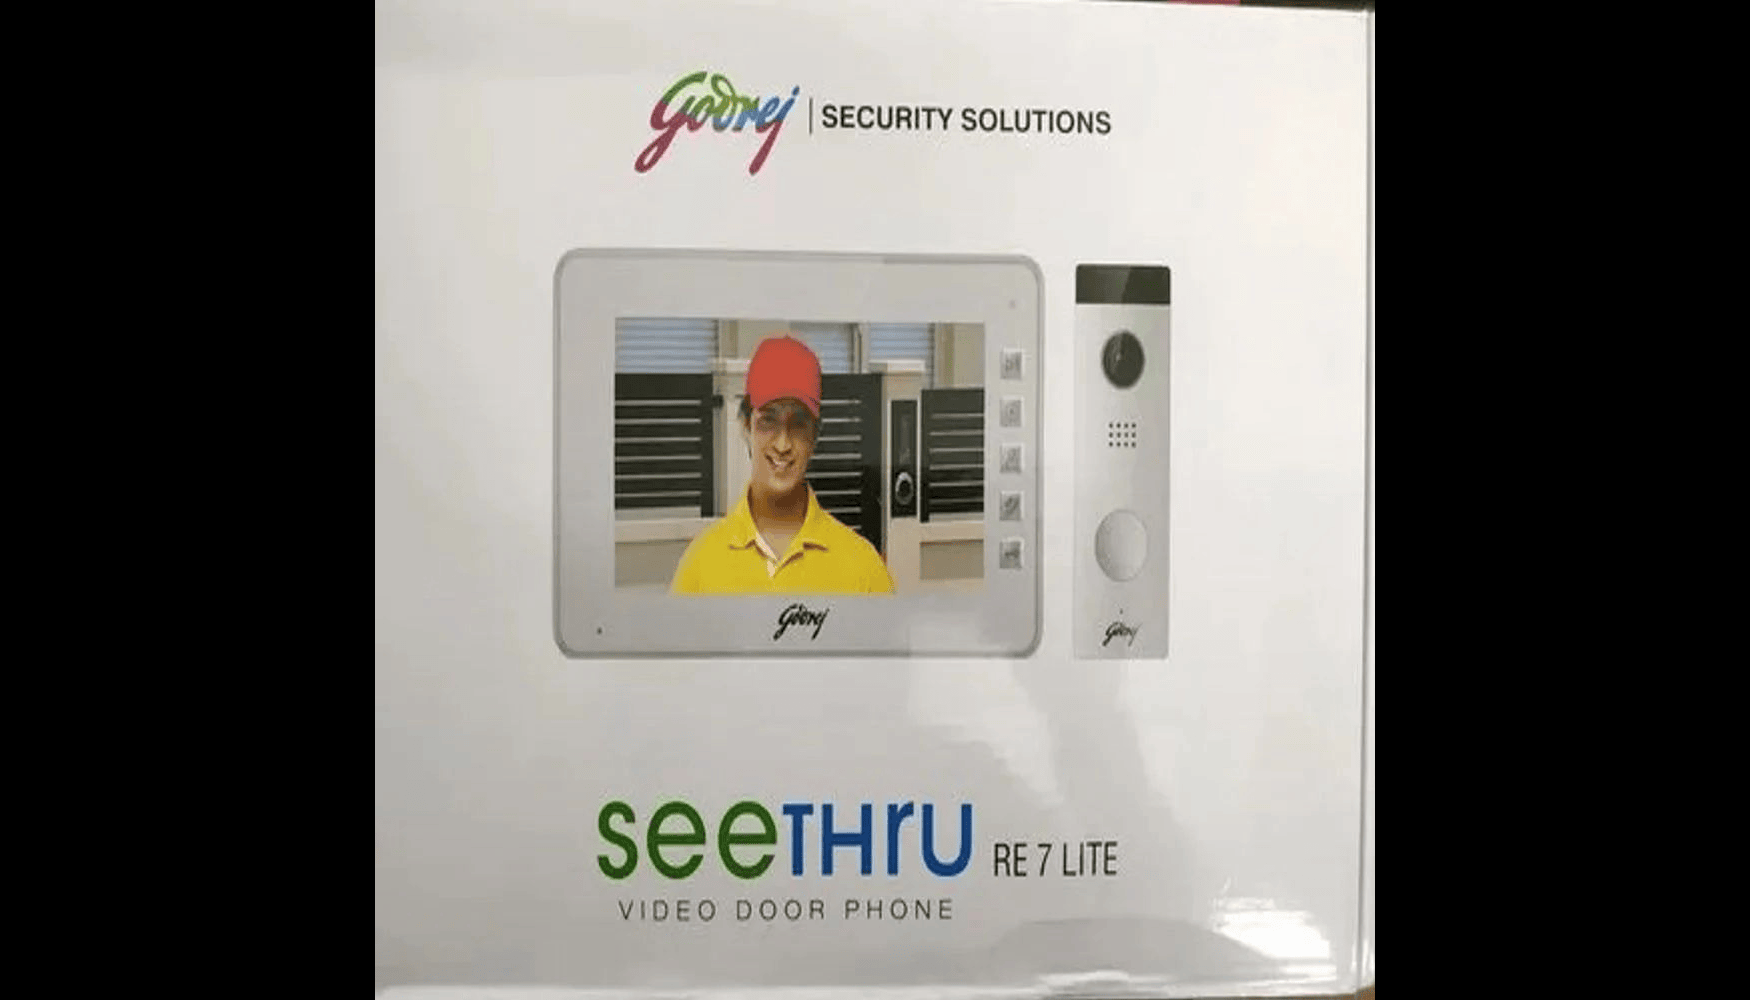 Godrej | SECURITY SOLUTIONS
Godrej
Godrej
seeTHrU RE 7 LITE
VIDEO DOOR PHONE